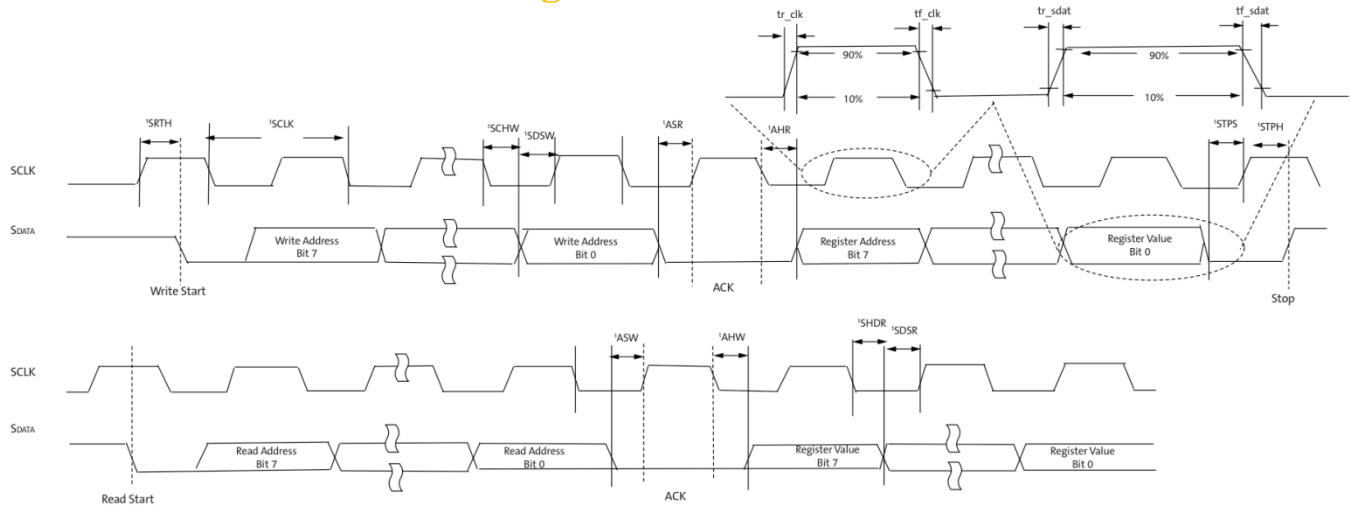 tr_clk tf_clk tr_sdat tf_sdat
90% 90%
10% 10%
tSRTH tSCLK tSCHW tSDSW tASR tAHR tSTPS tSTPH
SCLK
SDATA
Write Address Bit 7
Write Address Bit 0
Register Address Bit 7
Register Value Bit 0
Write Start
ACK
Stop
tASW tAHW tSHDR tSDSR
SCLK
SDATA
Read Address Bit 7
Read Address Bit 0
Register Value Bit 7
Register Value Bit 0
Read Start
ACK